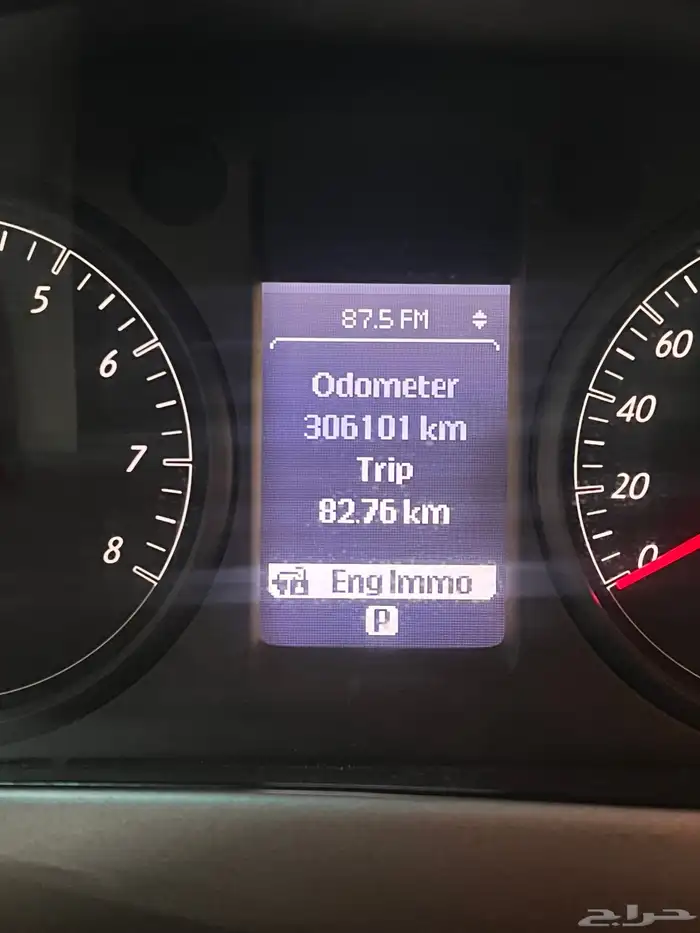 87.5 FM
Odometer
306101 km
Trip
82.76 km
Eng Immo
P
5
6
7
8
60
40
20
0
حراج